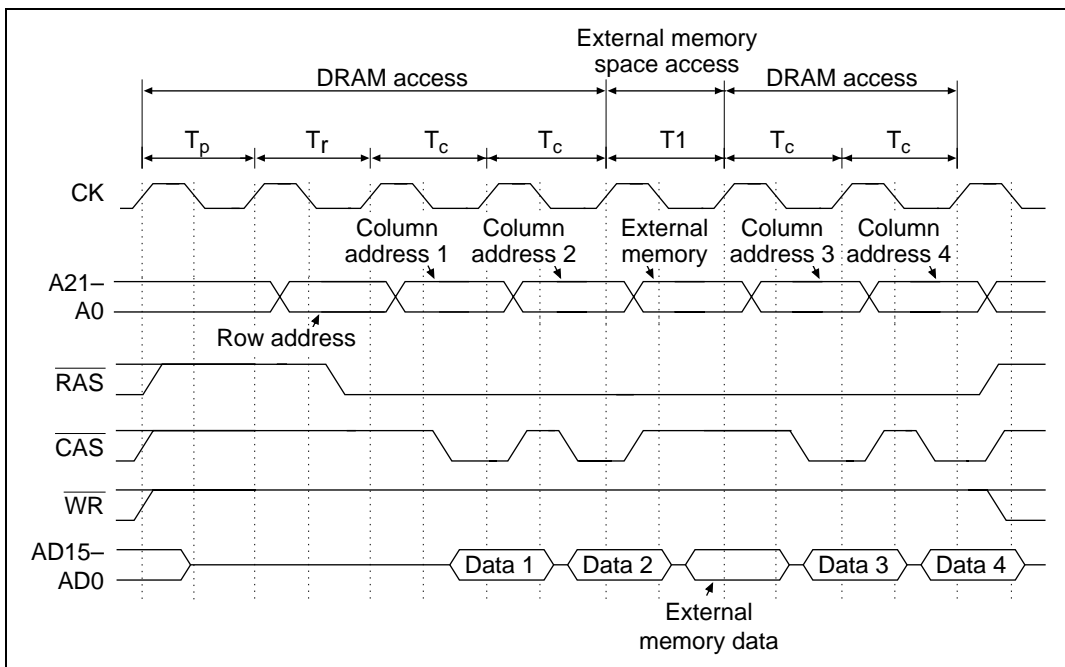 External memory
space access
DRAM access
DRAM access
Tp
Tr
Tc
Tc
T1
Tc
Tc
CK
Column
address 1
Column
address 2
External
memory
Column
address 3
Column
address 4
A21–
A0
Row address
RAS
CAS
WR
AD15–
AD0
Data 1
Data 2
Data 3
Data 4
External
memory data